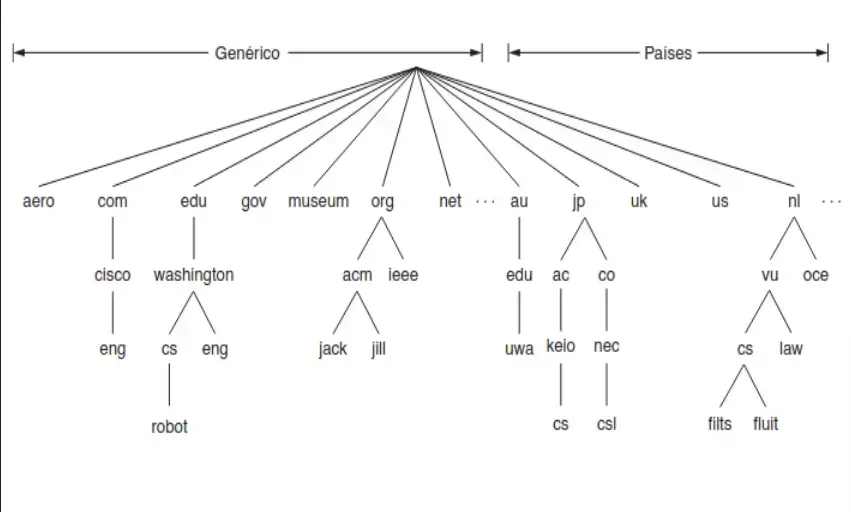 Genérico Países
aero com edu gov museum org net ... au jp uk us nl ...
cisco washington acm ieee edu ac co vu oce
eng cs eng jack jill uwa keio nec cs law
robot cs csl filts fluit